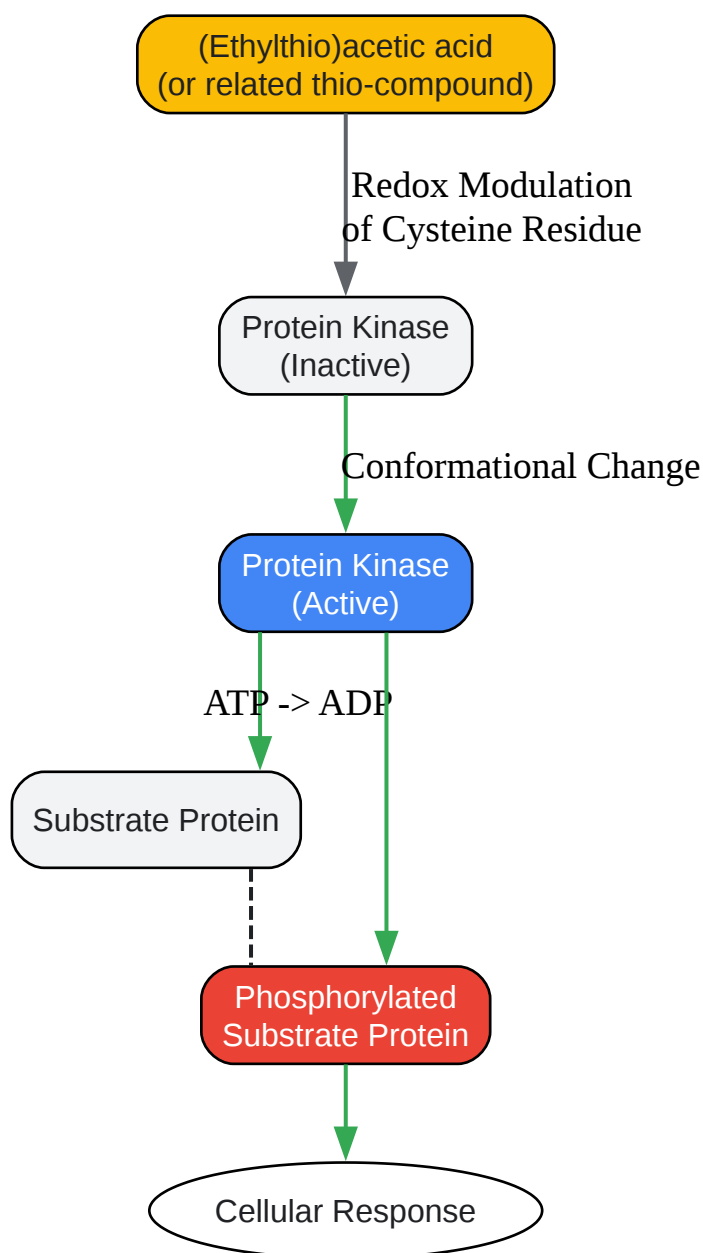 (Ethylthio)acetic acid
(or related thio-compound)
Redox Modulation
of Cysteine Residue
Protein Kinase
(Inactive)
Conformational Change
Protein Kinase
(Active)
ATP -> ADP
Substrate Protein
Phosphorylated
Substrate Protein
Cellular Response